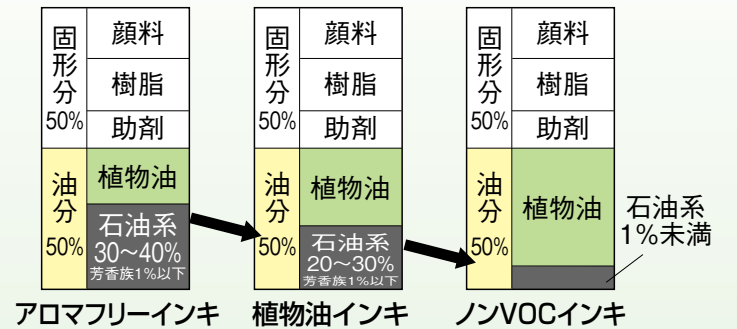 固形分
50%
顔料
樹脂
助剤
油分
50%
植物油
石油系
30〜40%
芳香族1%以下
アロマフリーインキ
固形分
50%
顔料
樹脂
助剤
油分
50%
植物油
石油系
20〜30%
芳香族1%以下
植物油インキ
固形分
50%
顔料
樹脂
助剤
油分
50%
植物油
石油系
1%未満
ノンVOCインキ